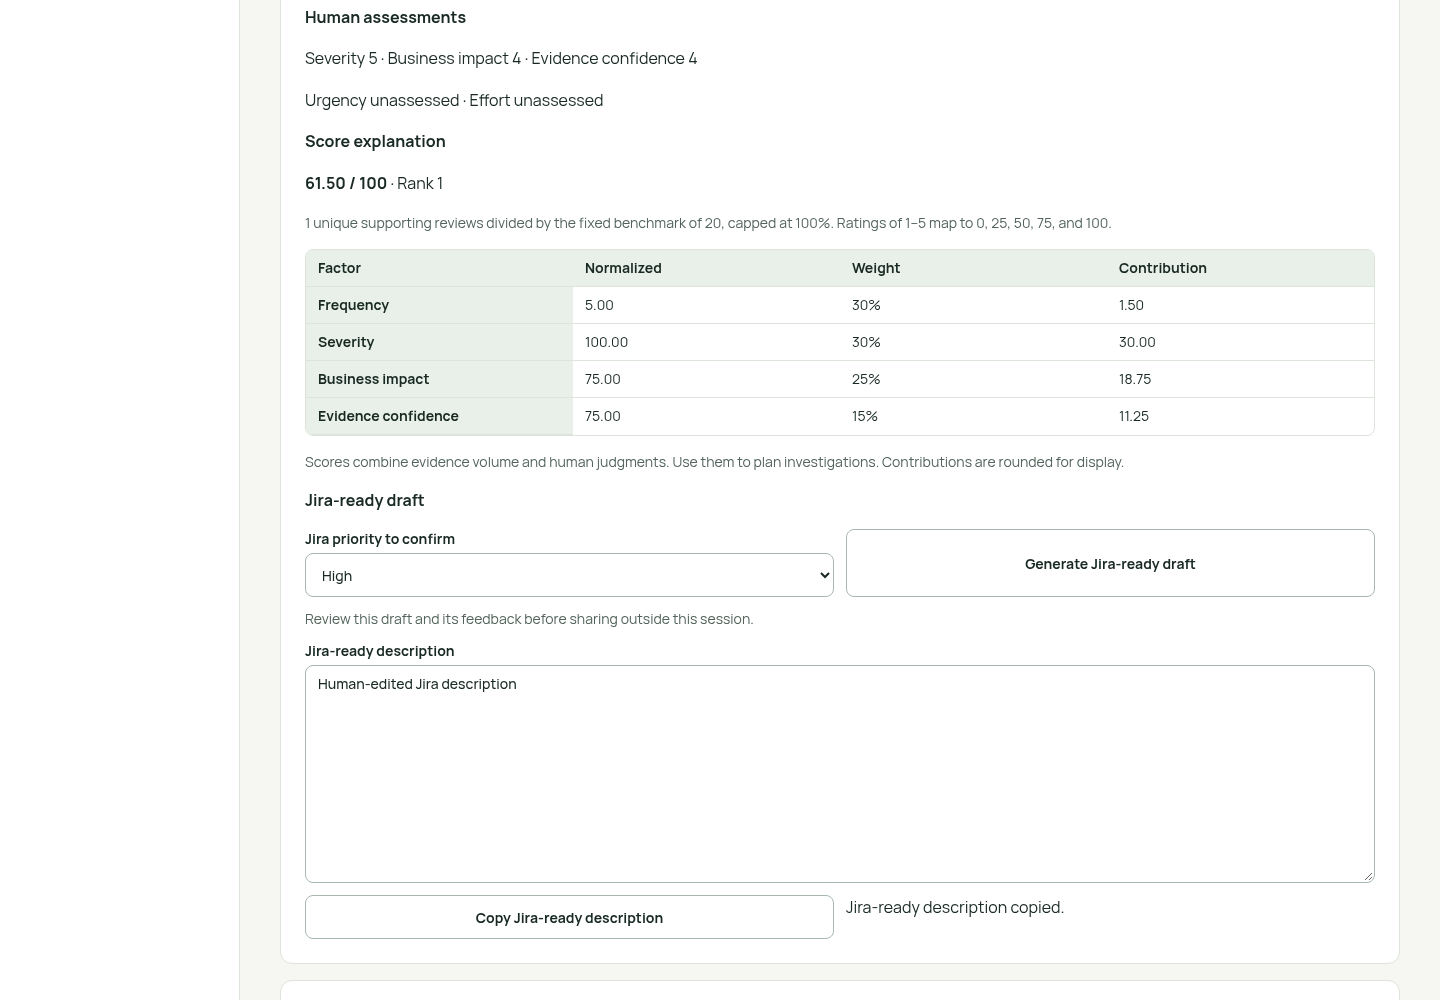 Human assessments
Severity 5 · Business impact 4 · Evidence confidence 4
Urgency unassessed · Effort unassessed
Score explanation
61.50 / 100 · Rank 1
1 unique supporting reviews divided by the fixed benchmark of 20, capped at 100%. Ratings of 1–5 map to 0, 25, 50, 75, and 100.
Factor Normalized Weight Contribution
Frequency 5.00 30% 1.50
Severity 100.00 30% 30.00
Business impact 75.00 25% 18.75
Evidence confidence 75.00 15% 11.25
Scores combine evidence volume and human judgments. Use them to plan investigations. Contributions are rounded for display.
Jira-ready draft
Jira priority to confirm
High
Generate Jira-ready draft
Review this draft and its feedback before sharing outside this session.
Jira-ready description
Human-edited Jira description
Copy Jira-ready description
Jira-ready description copied.